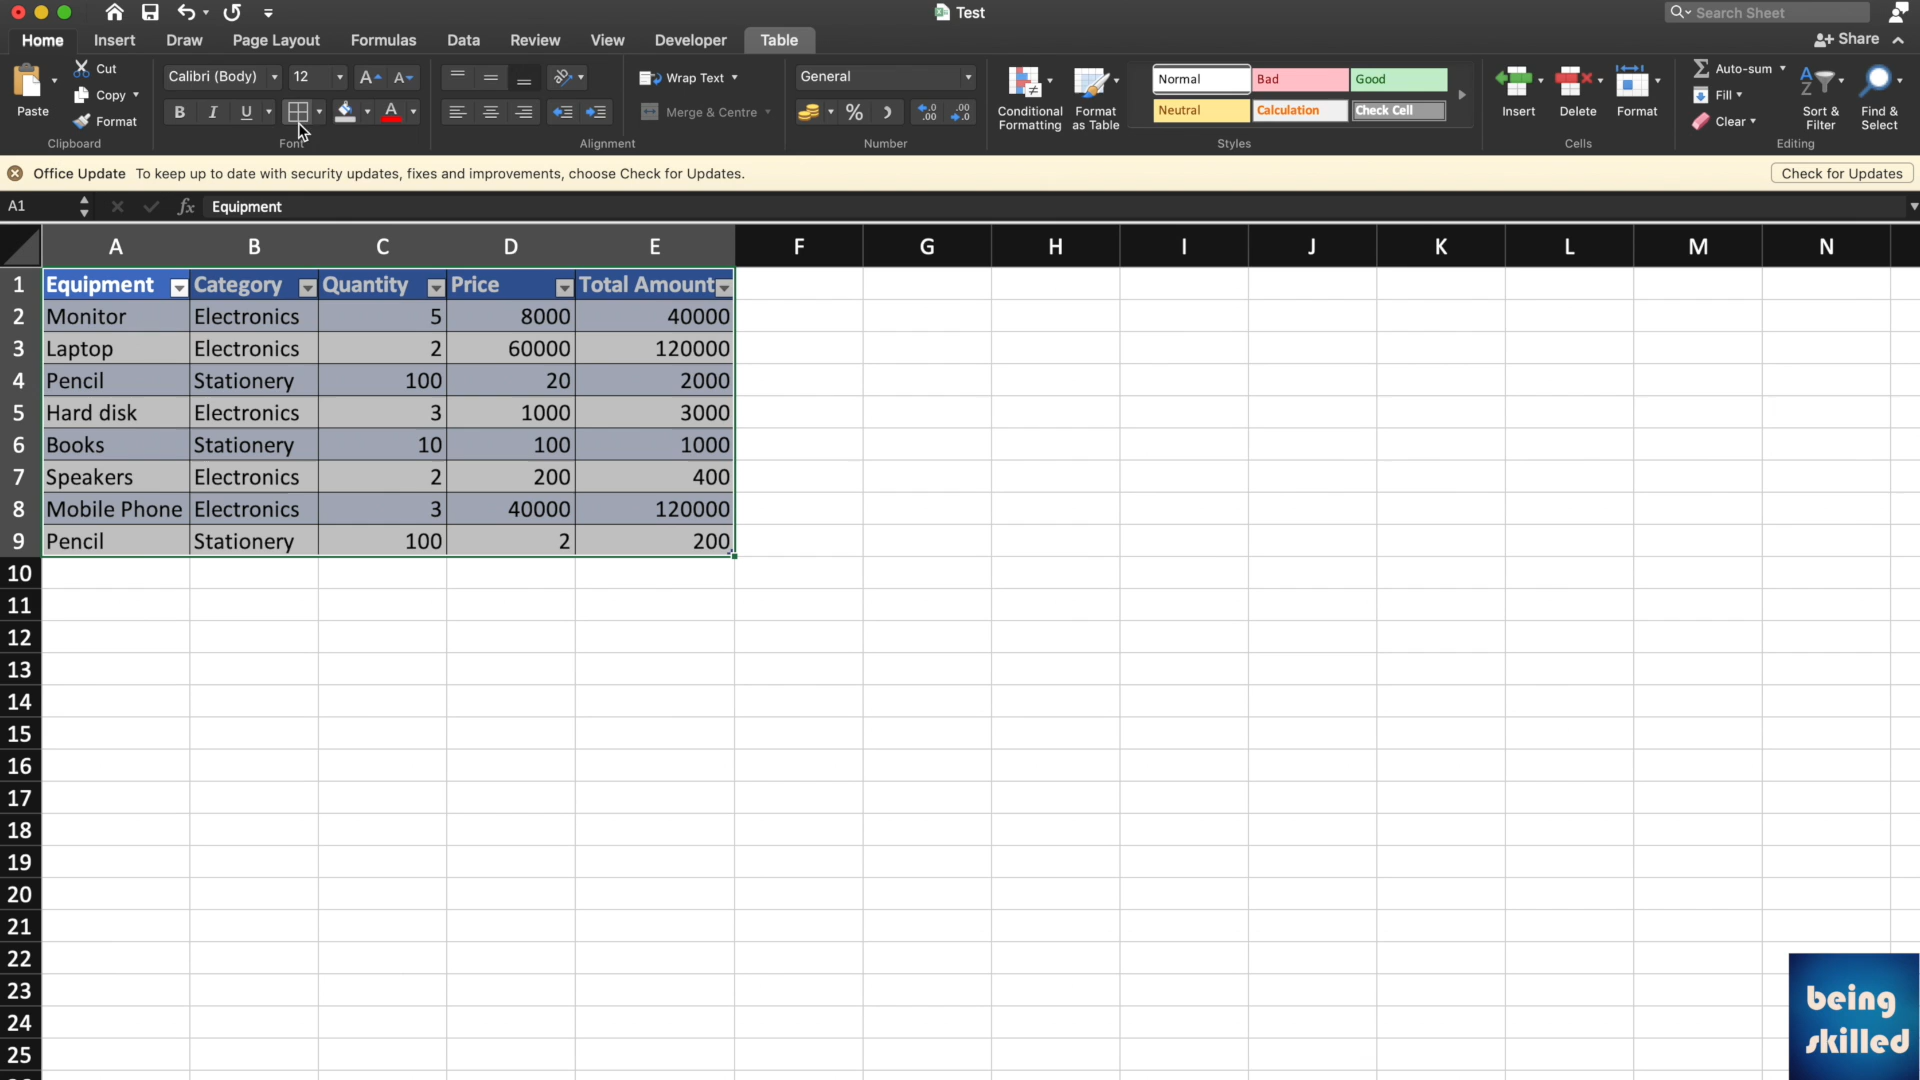 Test
Search Sheet
Home Insert Draw Page Layout Formulas Data Review View Developer Table Share
Paste Cut Copy Format Clipboard
Calibri (Body) 12 A A B I U A Font
Wrap Text Merge & Centre Alignment
General % Number
Conditional Formatting Format as Table
Normal Bad Good
Neutral Calculation Check Cell
Styles
Insert Delete Format Cells
Auto-sum Fill Clear Sort & Filter Find & Select Editing
Office Update To keep up to date with security updates, fixes and improvements, choose Check for Updates. Check for Updates
A1 fx Equipment
A B C D E F G H I J K L M N
1 Equipment Category Quantity Price Total Amount
2 Monitor Electronics 5 8000 40000
3 Laptop Electronics 2 60000 120000
4 Pencil Stationery 100 20 2000
5 Hard disk Electronics 3 1000 3000
6 Books Stationery 10 100 1000
7 Speakers Electronics 2 200 400
8 Mobile Phone Electronics 3 40000 120000
9 Pencil Stationery 100 2 200
10
11
12
13
14
15
16
17
18
19
20
21
22
23
24
25
being
skilled